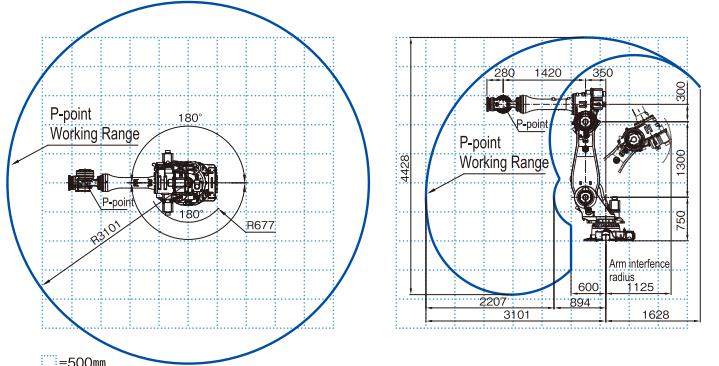 P-point
Working Range
180°
P-point
180°
R3101
R677
=500mm
280
1420
350
300
P-point
P-point
Working Range
4428
1300
750
Arm interfence
radius
600
1125
2207
894
3101
1628